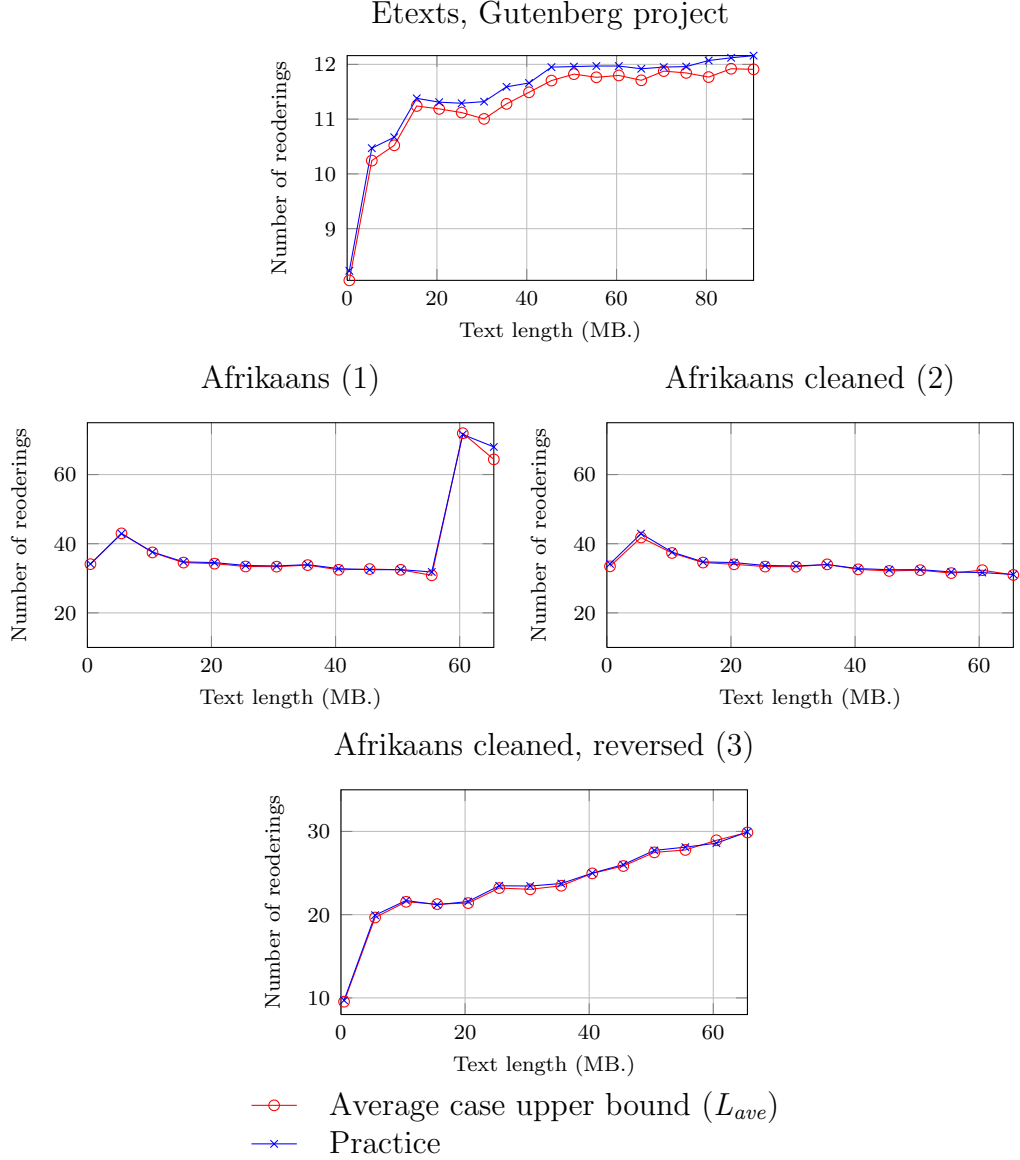 Etexts, Gutenberg project
Number of reoderings
12
11
10
9
0 20 40 60 80
Text length (MB.)
Afrikaans (1)
Number of reoderings
60
40
20
0 20 40 60
Text length (MB.)
Afrikaans cleaned (2)
Number of reoderings
60
40
20
0 20 40 60
Text length (MB.)
Afrikaans cleaned, reversed (3)
Number of reoderings
30
20
10
0 20 40 60
Text length (MB.)
Average case upper bound (L_ave)
Practice